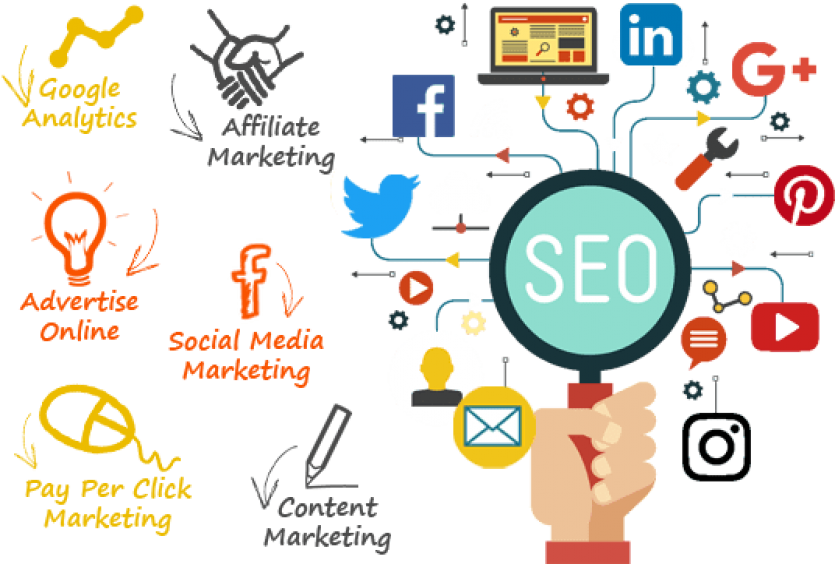 Google
Analytics
Affiliate
Marketing
Advertise
Online
Social Media
Marketing
Pay Per Click
Marketing
Content
Marketing
in
G+
SEO